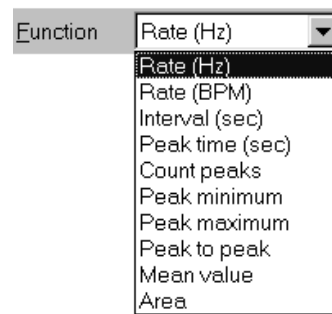 Function Rate (Hz)
Rate (Hz)
Rate (BPM)
Interval (sec)
Peak time (sec)
Count peaks
Peak minimum
Peak maximum
Peak to peak
Mean value
Area